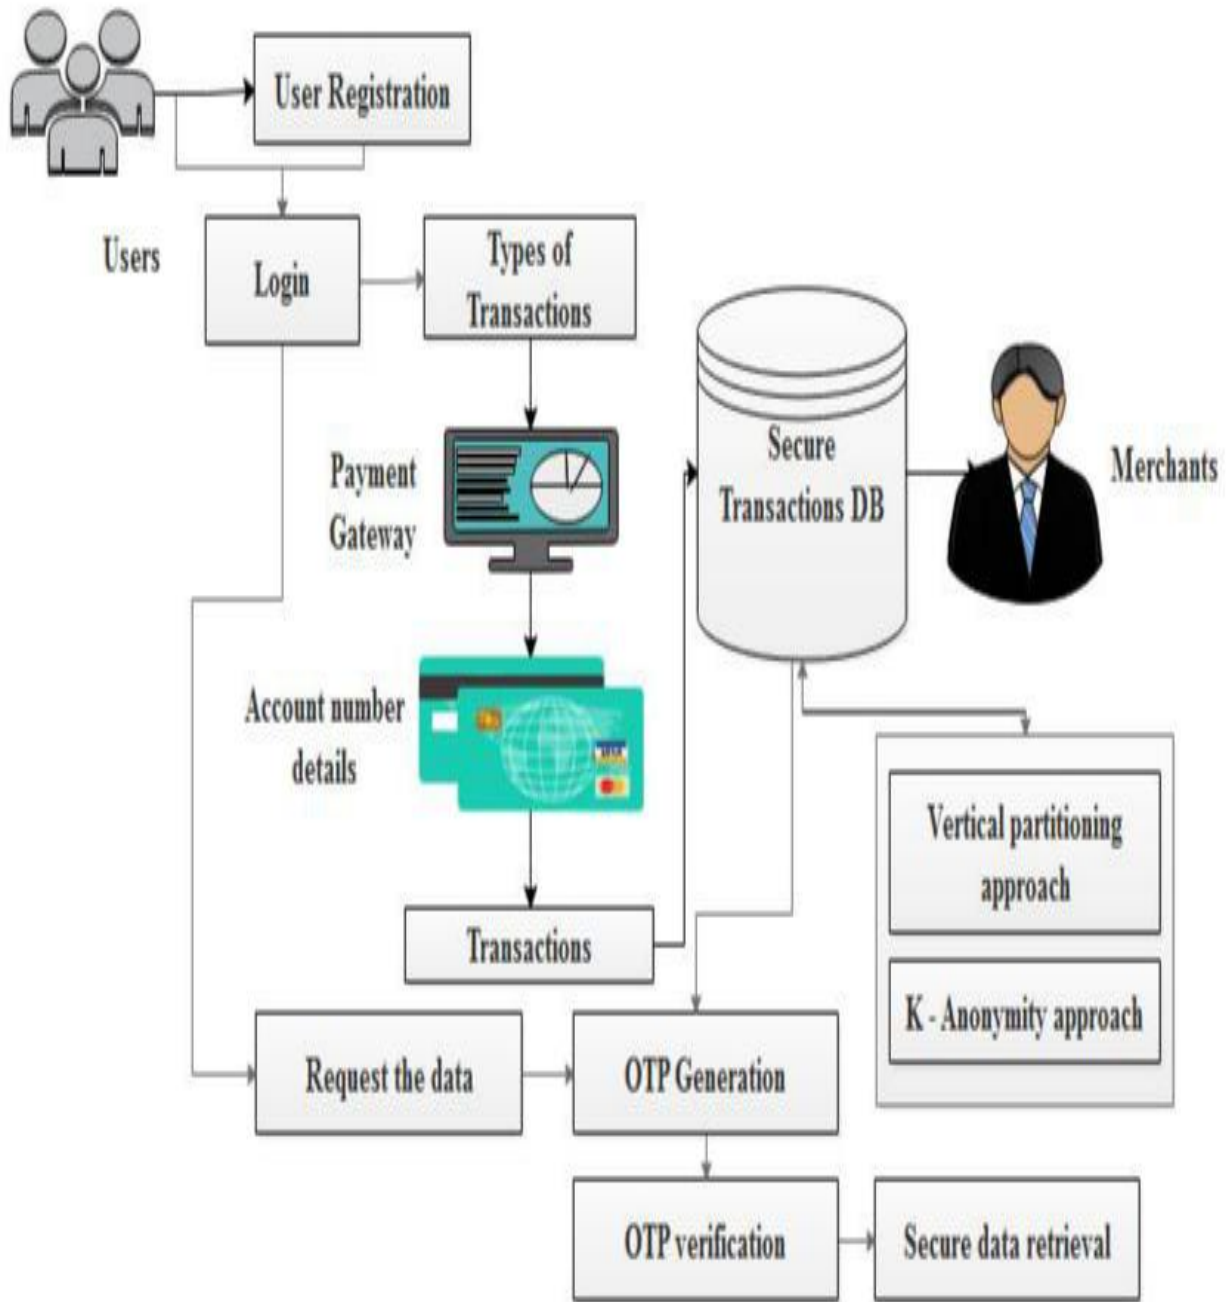 User Registration
Users
Login
Types of
Transactions
Payment
Gateway
Secure
Transactions DB
Merchants
Account number
details
Vertical partitioning
approach
Transactions
K - Anonymity approach
Request the data
OTP Generation
OTP verification
Secure data retrieval